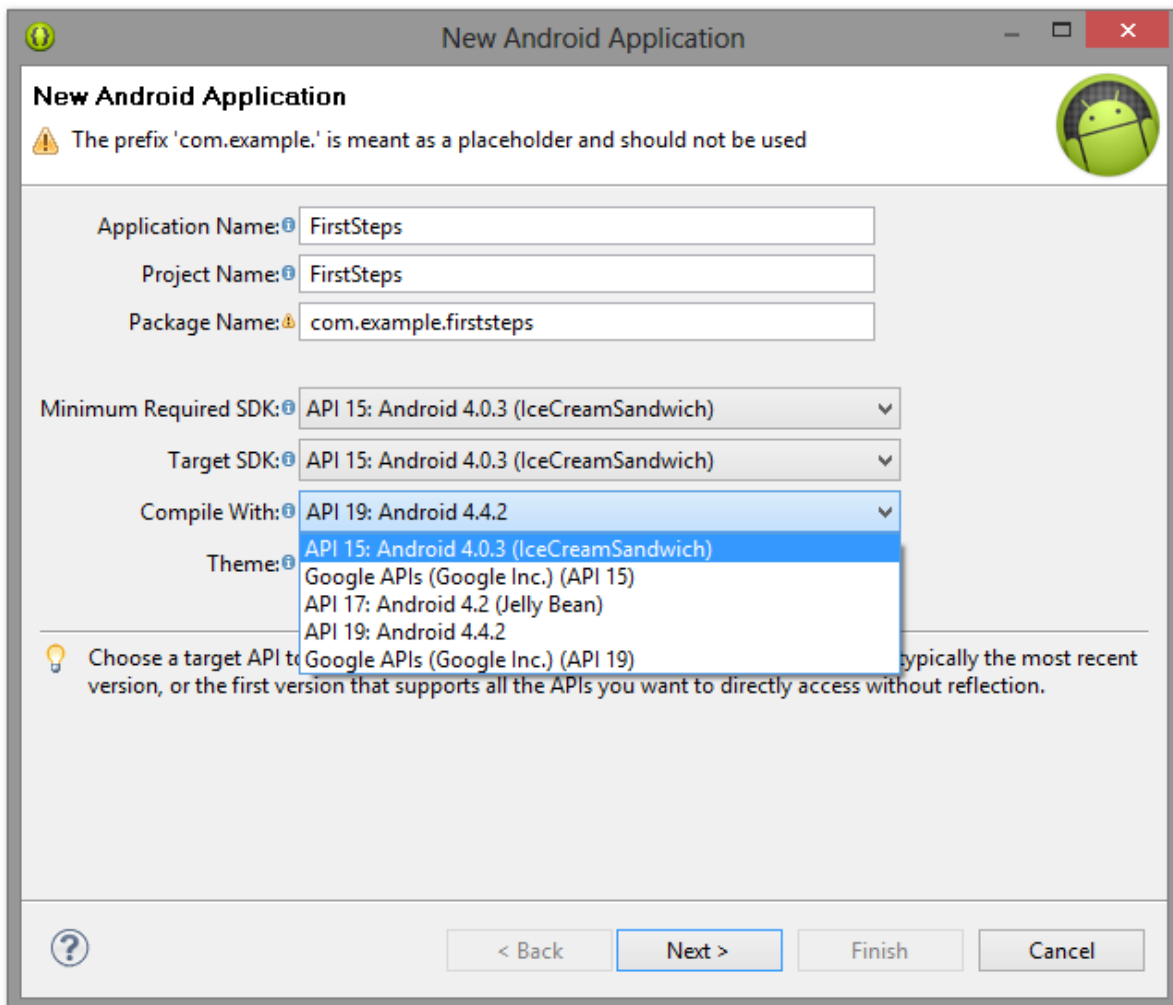 New Android Application
New Android Application
The prefix 'com.example.' is meant as a placeholder and should not be used
Application Name: FirstSteps
Project Name: FirstSteps
Package Name: com.example.firststeps
Minimum Required SDK: API 15: Android 4.0.3 (IceCreamSandwich)
Target SDK: API 15: Android 4.0.3 (IceCreamSandwich)
Compile With: API 19: Android 4.4.2
Theme: API 15: Android 4.0.3 (IceCreamSandwich)
Google APIs (Google Inc.) (API 15)
API 17: Android 4.2 (Jelly Bean)
API 19: Android 4.4.2
Choose a target API to Google APIs (Google Inc.) (API 19) typically the most recent
version, or the first version that supports all the APIs you want to directly access without reflection.
< Back Next > Finish Cancel